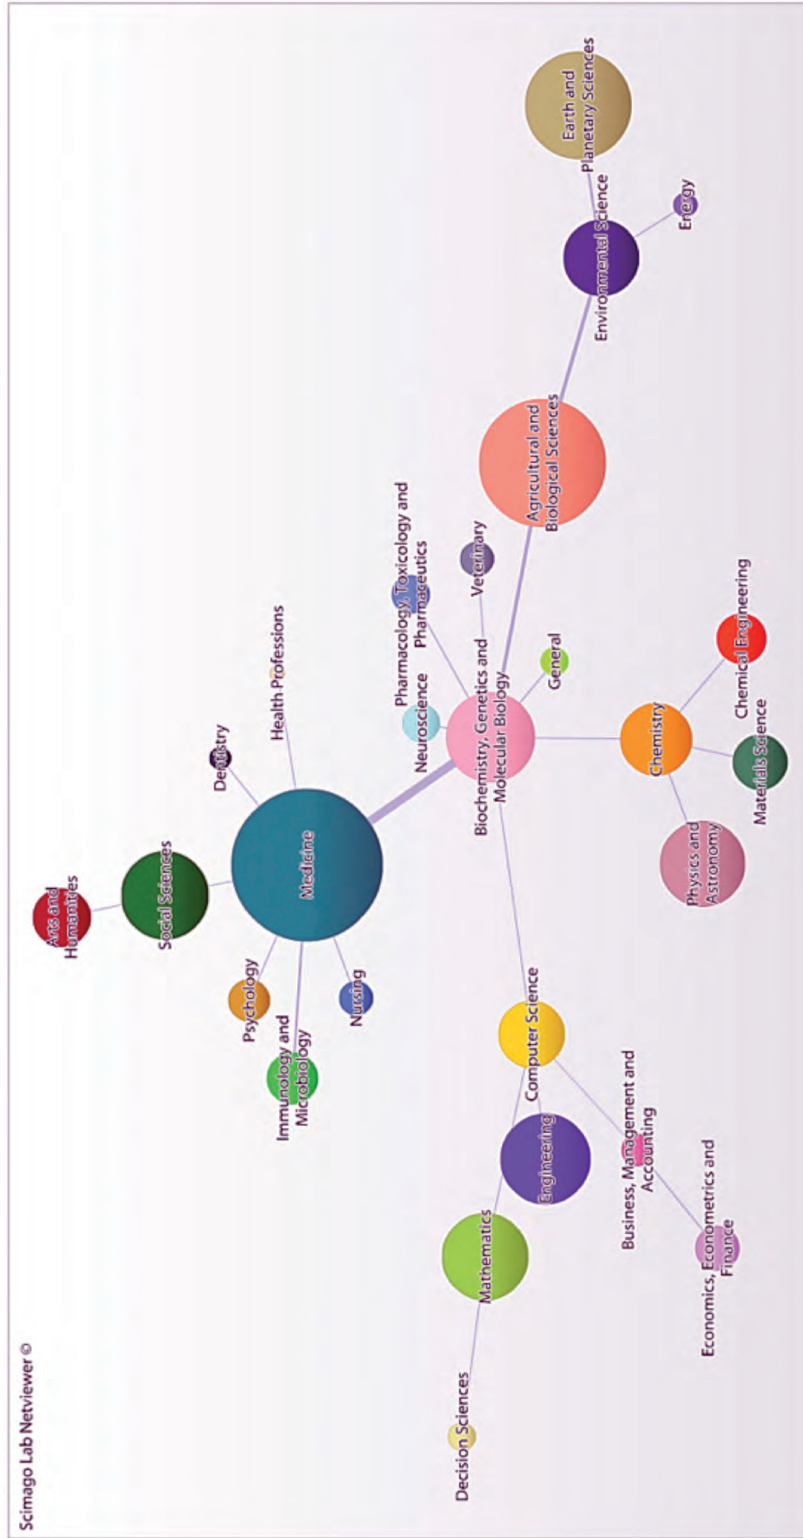 Scimago Lab Netviewer ©
Arts and
Humanities
Social Sciences
Dentistry
Health Professions
Psychology
Medicine
Immunology and
Microbiology
Nursing
Pharmacology, Toxicology and
Pharmaceutics
Neuroscience
Veterinary
Biochemistry, Genetics and
Molecular Biology
General
Agricultural and
Biological Sciences
Earth and
Planetary Sciences
Environmental Science
Energy
Decision Sciences
Mathematics
Engineering
Computer Science
Business, Management and
Accounting
Economics, Econometrics and
Finance
Chemistry
Physics and
Astronomy
Materials Science
Chemical Engineering